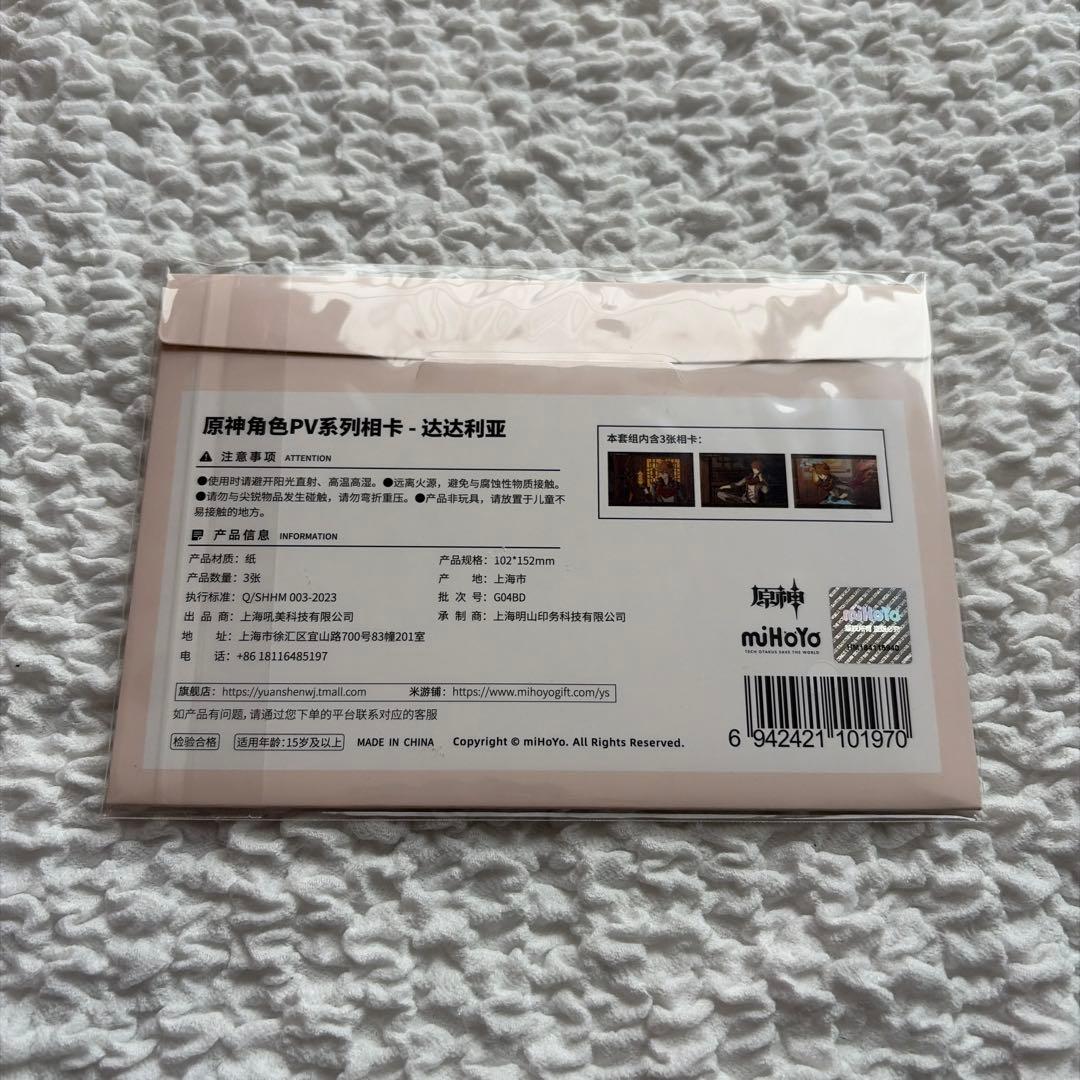 原神角色PV系列相卡 - 达达利亚
注意事项 ATTENTION
●使用时请避开阳光直射、高温高湿。●远离火源，避免与腐蚀性物质接触。
●请勿与尖锐物品发生碰触，请勿弯折重压。●产品非玩具，请放置于儿童不
易接触的地方。
本套组内含3张相卡：
产品信息 INFORMATION
产品材质：纸 产品规格：102*152mm
产品数量：3张 产 地：上海市
执行标准：Q/SHHM 003-2023 批 次 号：G04BD
出 品 商：上海吼美科技有限公司 承 制 商：上海明山印务科技有限公司
地 址：上海市徐汇区宜山路700号83幢201室
电 话：+86 18116485197
旗舰店：https://yuanshenwj.tmall.com 米游铺：https://www.mihoyogift.com/ys
如产品有问题,请通过您下单的平台联系对应的客服
检验合格 适用年龄:15岁及以上 MADE IN CHINA Copyright © miHoYo. All Rights Reserved.
原神
miHoYo
TECH OTAKUS SAVE THE WORLD
miHoYo
6 942421 101970